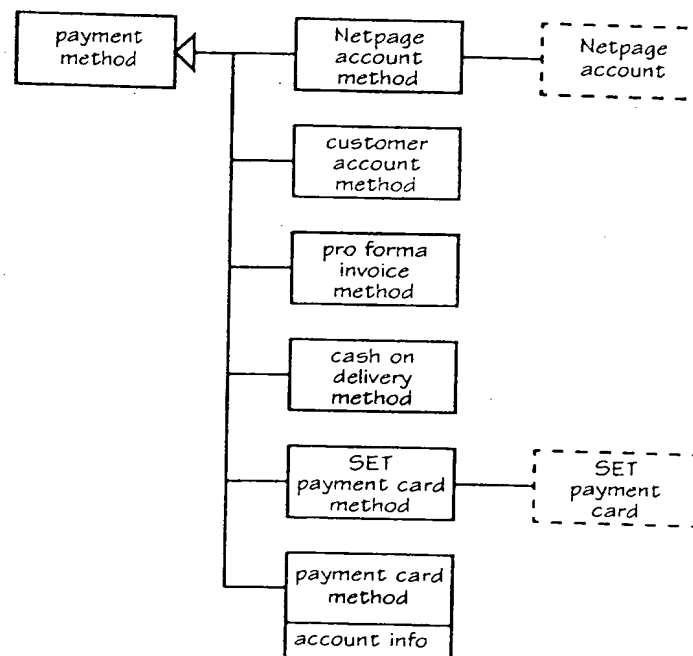 payment
method
Netpage
account
method
Netpage
account
customer
account
method
pro forma
invoice
method
cash on
delivery
method
SET
payment card
method
SET
payment
card
payment card
method
account info